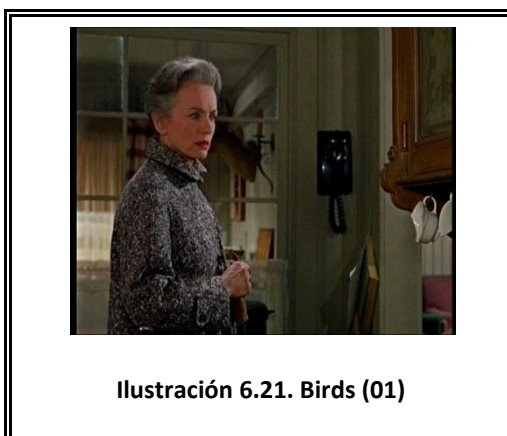 Ilustración 6.21. Birds (01)